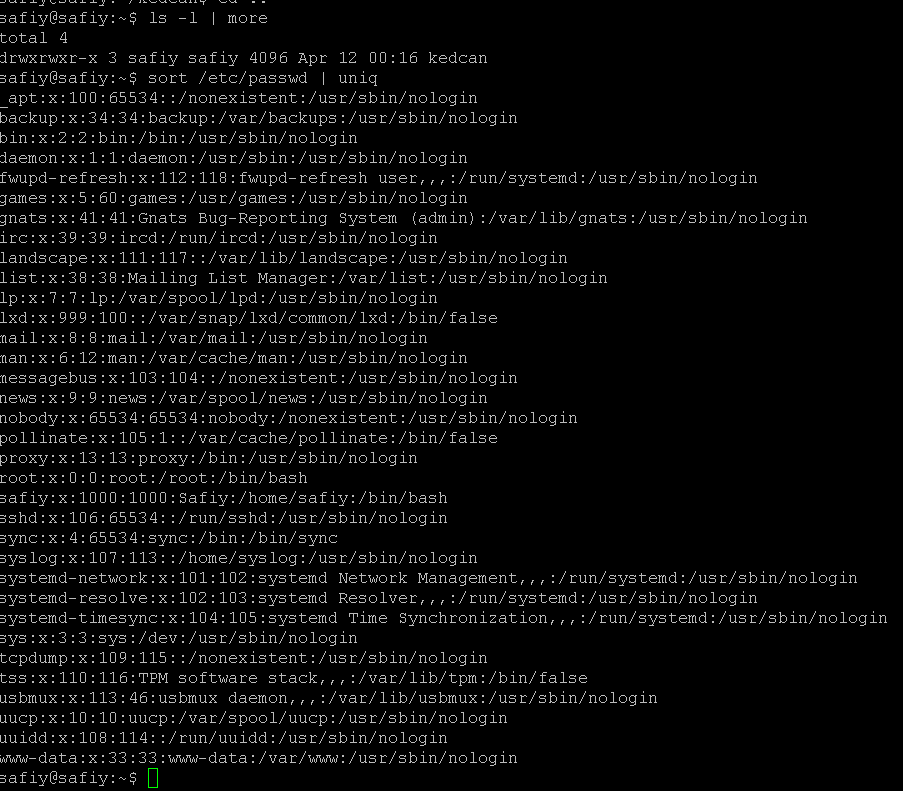 safiy@safiy:~/kedcan$ cd ..
safiy@safiy:~$ ls -l | more
total 4
drwxrwxr-x 3 safiy safiy 4096 Apr 12 00:16 kedcan
safiy@safiy:~$ sort /etc/passwd | uniq
_apt:x:100:65534::/nonexistent:/usr/sbin/nologin
backup:x:34:34:backup:/var/backups:/usr/sbin/nologin
bin:x:2:2:bin:/bin:/usr/sbin/nologin
daemon:x:1:1:daemon:/usr/sbin:/usr/sbin/nologin
fwupd-refresh:x:112:118:fwupd-refresh user,,,:/run/systemd:/usr/sbin/nologin
games:x:5:60:games:/usr/games:/usr/sbin/nologin
gnats:x:41:41:Gnats Bug-Reporting System (admin):/var/lib/gnats:/usr/sbin/nologin
irc:x:39:39:ircd:/run/ircd:/usr/sbin/nologin
landscape:x:111:117::/var/lib/landscape:/usr/sbin/nologin
list:x:38:38:Mailing List Manager:/var/list:/usr/sbin/nologin
lp:x:7:7:lp:/var/spool/lpd:/usr/sbin/nologin
lxd:x:999:100::/var/snap/lxd/common/lxd:/bin/false
mail:x:8:8:mail:/var/mail:/usr/sbin/nologin
man:x:6:12:man:/var/cache/man:/usr/sbin/nologin
messagebus:x:103:104::/nonexistent:/usr/sbin/nologin
news:x:9:9:news:/var/spool/news:/usr/sbin/nologin
nobody:x:65534:65534:nobody:/nonexistent:/usr/sbin/nologin
pollinate:x:105:1::/var/cache/pollinate:/bin/false
proxy:x:13:13:proxy:/bin:/usr/sbin/nologin
root:x:0:0:root:/root:/bin/bash
safiy:x:1000:1000:Safiy:/home/safiy:/bin/bash
sshd:x:106:65534::/run/sshd:/usr/sbin/nologin
sync:x:4:65534:sync:/bin:/bin/sync
syslog:x:107:113::/home/syslog:/usr/sbin/nologin
systemd-network:x:101:102:systemd Network Management,,,:/run/systemd:/usr/sbin/nologin
systemd-resolve:x:102:103:systemd Resolver,,,:/run/systemd:/usr/sbin/nologin
systemd-timesync:x:104:105:systemd Time Synchronization,,,:/run/systemd:/usr/sbin/nologin
sys:x:3:3:sys:/dev:/usr/sbin/nologin
tcpdump:x:109:115::/nonexistent:/usr/sbin/nologin
tss:x:110:116:TPM software stack,,,:/var/lib/tpm:/bin/false
usbmux:x:113:46:usbmux daemon,,,:/var/lib/usbmux:/usr/sbin/nologin
uucp:x:10:10:uucp:/var/spool/uucp:/usr/sbin/nologin
uuidd:x:108:114::/run/uuidd:/usr/sbin/nologin
www-data:x:33:33:www-data:/var/www:/usr/sbin/nologin
safiy@safiy:~$